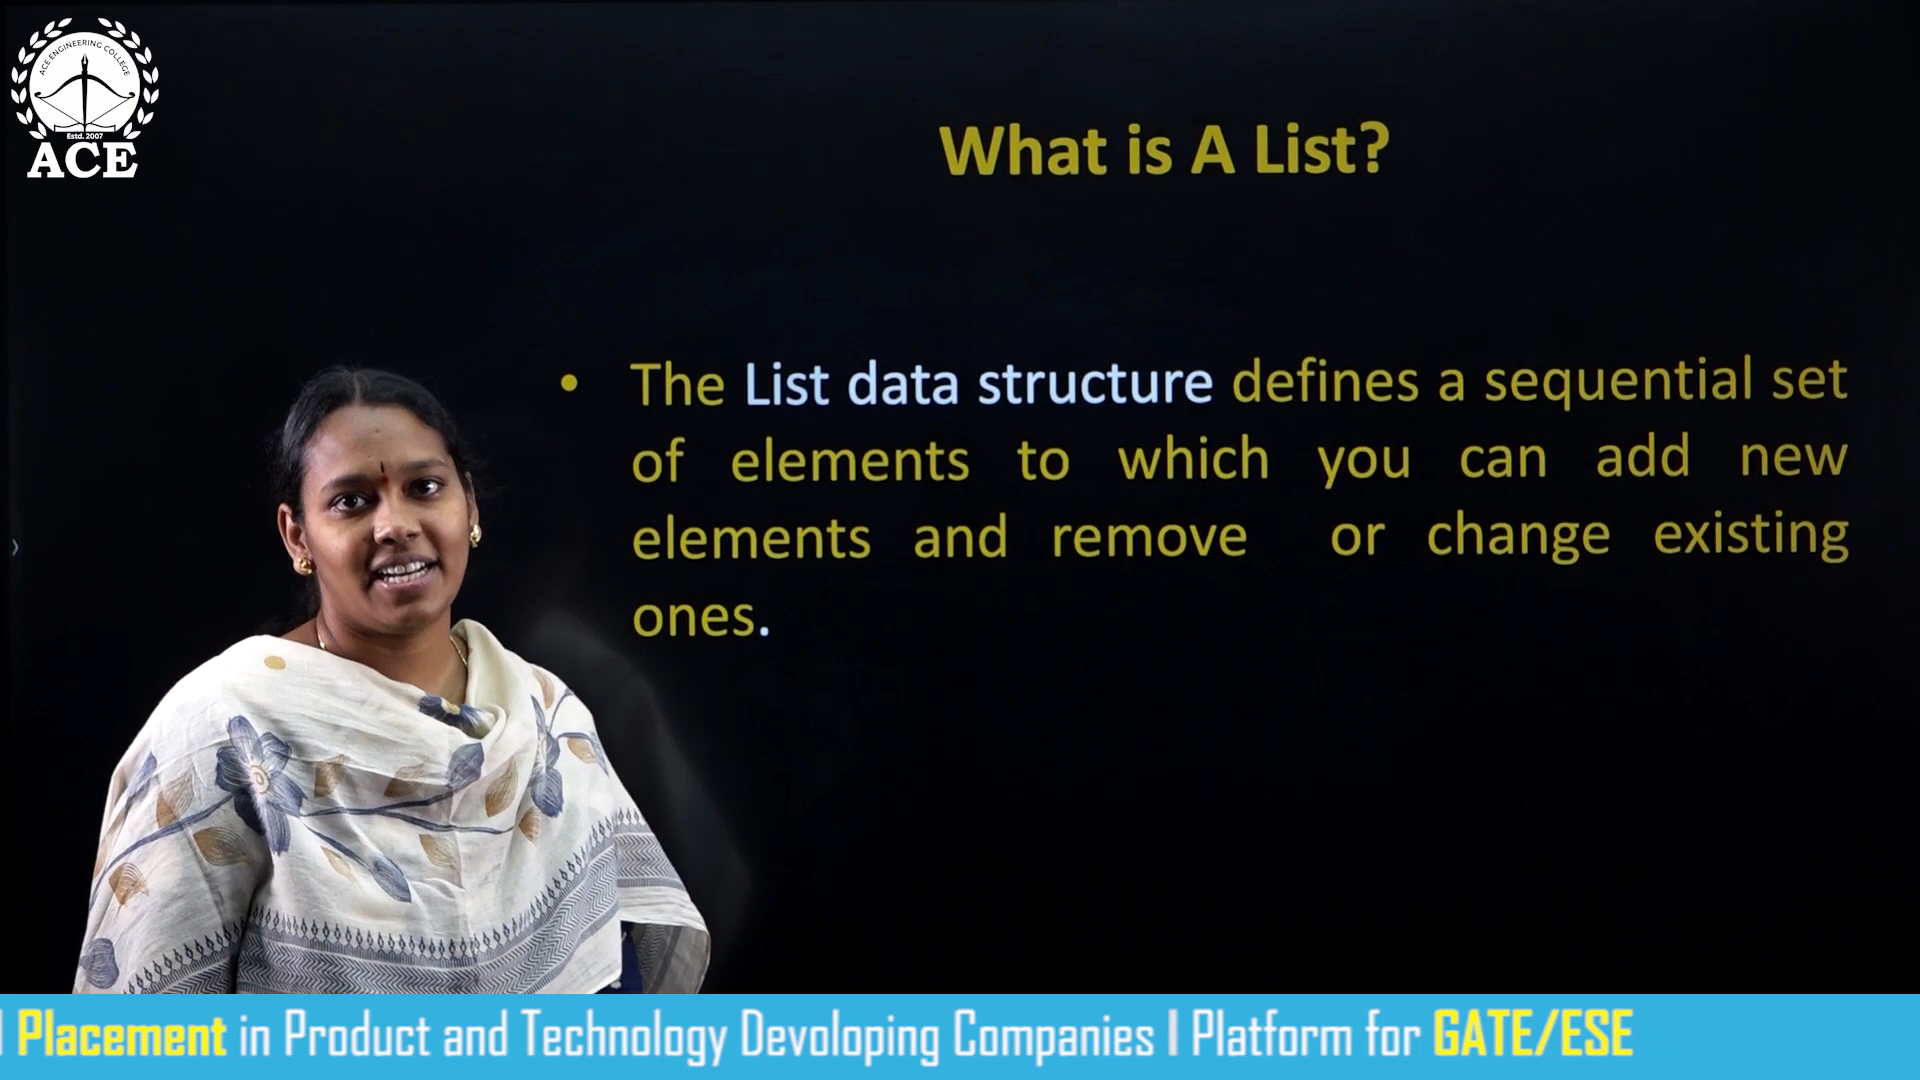 ACE ENGINEERING COLLEGE
Estd. 2007
ACE
What is A List?
• The List data structure defines a sequential set
of elements to which you can add new
elements and remove or change existing
ones.
Placement in Product and Technology Devoloping Companies I Platform for GATE/ESE